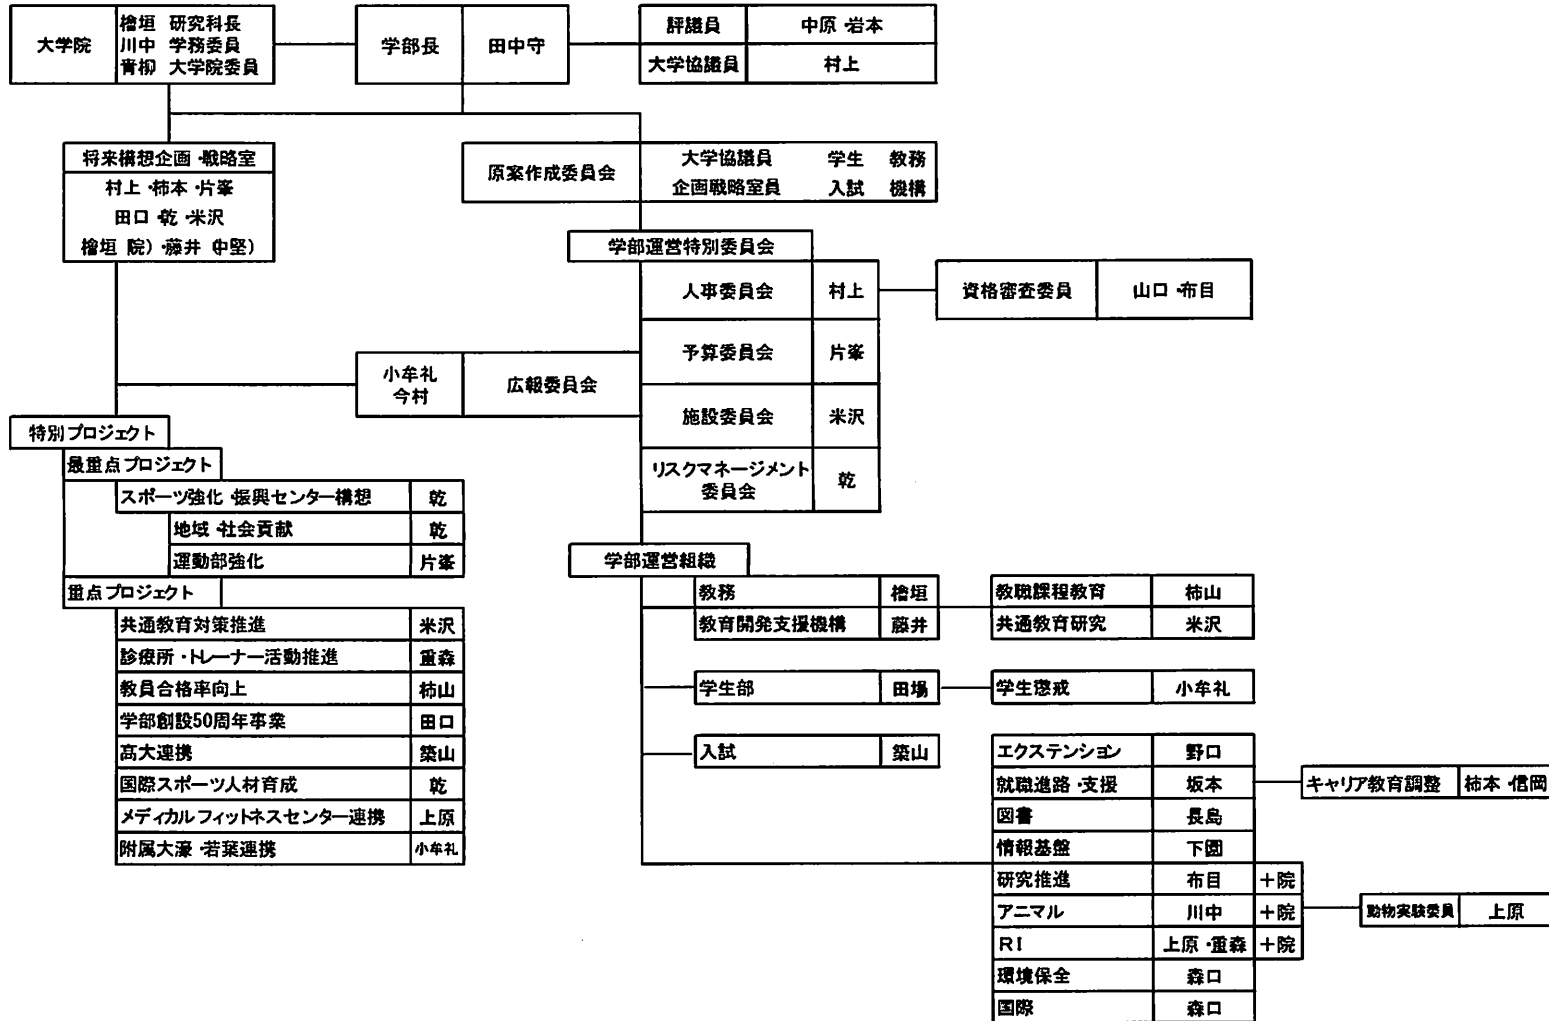 大学院
檜垣 研究科長
川中 学務委員
青柳 大学院委員
学部長 田中守
評議員 中原・岩本
大学協議員 村上
将来構想企画・戦略室
村上・柿本・片峯
田口・乾・米沢
檜垣 院)・藤井 (中堅)
原案作成委員会
大学協議員 学生 教務
企画戦略室員 入試 機構
学部運営特別委員会
人事委員会 村上
資格審査委員 山口・布目
予算委員会 片峯
小牟礼
今村
広報委員会
施設委員会 米沢
リスクマネージメント
委員会
乾
特別プロジェクト
最重点プロジェクト
スポーツ強化・振興センター構想 乾
地域・社会貢献 乾
運動部強化 片峯
重点プロジェクト
共通教育対策推進 米沢
診療所・トレーナー活動推進 重森
教員合格率向上 柿山
学部創設50周年事業 田口
高大連携 築山
国際スポーツ人材育成 乾
メディカルフィットネスセンター連携 上原
附属大濠・若葉連携 小牟礼
学部運営組織
教務 檜垣
教育開発支援機構 藤井
教職課程教育 柿山
共通教育研究 米沢
学生部 田場
学生懲戒 小牟礼
入試 築山
エクステンション 野口
就職進路・支援 坂本
キャリア教育調整 柿本・信岡
図書 長島
情報基盤 下園
研究推進 布目 +院
アニマル 川中 +院
動物実験委員 上原
RI 上原・重森 +院
環境保全 森口
国際 森口